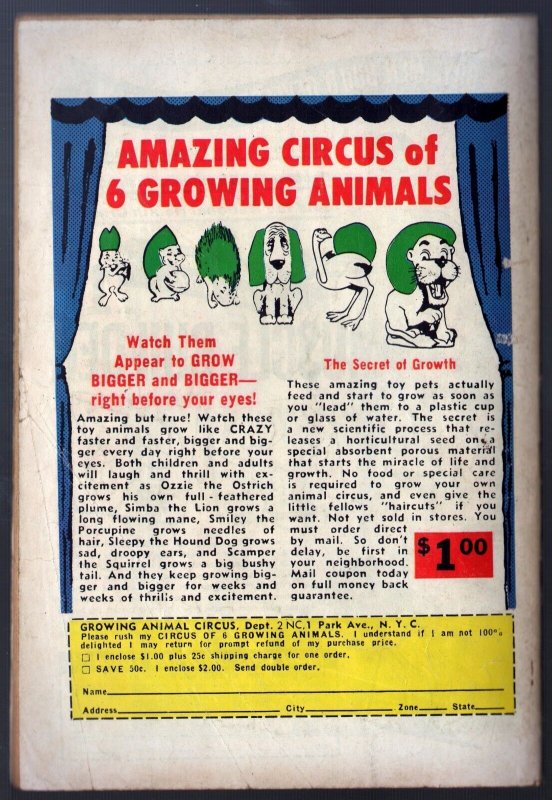 AMAZING CIRCUS of
6 GROWING ANIMALS
Watch Them
Appear to GROW
BIGGER and BIGGER—
right before your eyes!
Amazing but true! Watch these
toy animals grow like CRAZY
faster and faster, bigger and big-
ger every day right before your
eyes. Both children and adults
will laugh and thrill with ex-
citement as Ozzie the Ostrich
grows his own full - feathered
plume, Simba the Lion grows a
long flowing mane, Smiley the
Porcupine grows needles of
hair, Sleepy the Hound Dog grows
sad, droopy ears, and Scamper
the Squirrel grows a big bushy
tail. And they keep growing big-
ger and bigger for weeks and
weeks of thrills and excitement.
The Secret of Growth
These amazing toy pets actually
feed and start to grow as soon as
you "lead" them to a plastic cup
or glass of water. The secret is
a new scientific process that re-
leases a horticultural seed on a
special absorbent porous material
that starts the miracle of life and
growth. No food or special care
is required to grow your own
animal circus, and even give the
little fellows "haircuts" if you
want. Not yet sold in stores. You
must order direct
by mail. So don't
delay, be first in
your neighborhood.
Mail coupon today
on full money back
guarantee.
$1.00
GROWING ANIMAL CIRCUS, Dept. 2 NC, 1 Park Ave., N. Y. C.
Please rush my CIRCUS OF 6 GROWING ANIMALS. I understand if I am not 100%
delighted I may return for prompt refund of my purchase price.
□ I enclose $1.00 plus 25c shipping charge for one order.
□ SAVE 50c. I enclose $2.00. Send double order.
Name
Address City Zone State